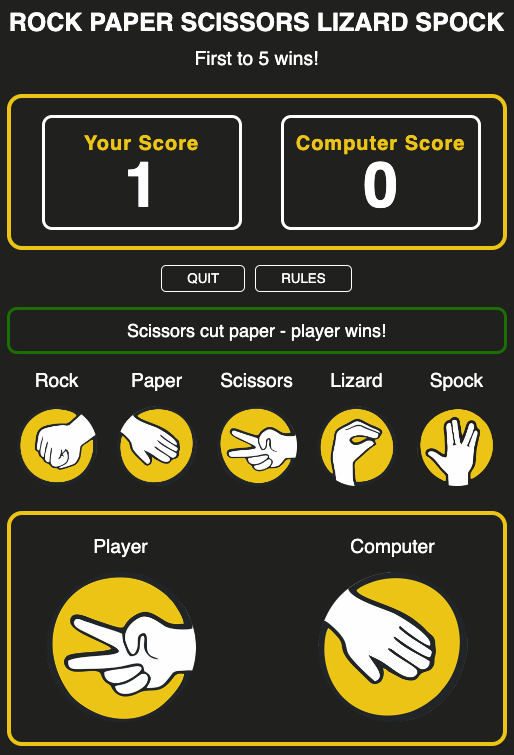 ROCK PAPER SCISSORS LIZARD SPOCK
First to 5 wins!
Your Score
Computer Score
1
0
QUIT
RULES
Scissors cut paper - player wins!
Rock
Paper
Scissors
Lizard
Spock
Player
Computer